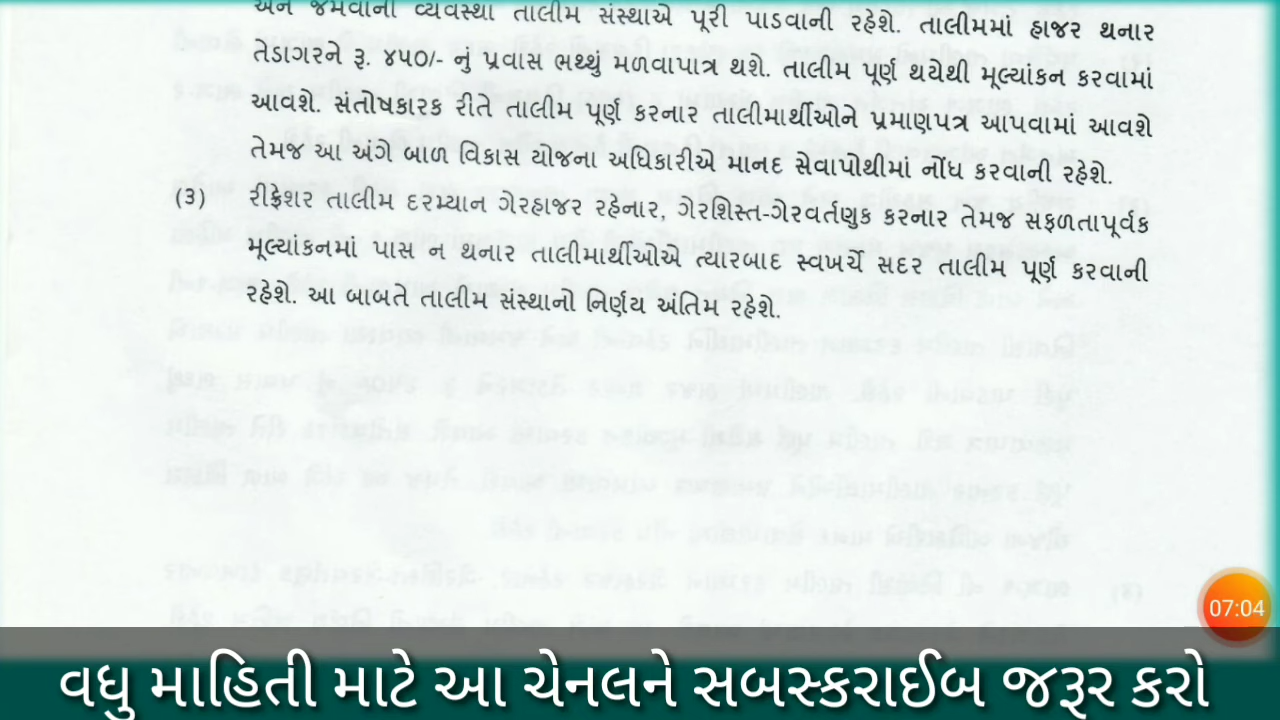 અને જમવાની વ્યવસ્થા તાલીમ સંસ્થાએ પૂરી પાડવાની રહેશે. તાલીમમાં હાજર થનાર
તેડાગરને રૂ. ૪૫૦/- નું પ્રવાસ ભથ્થું મળવાપાત્ર થશે. તાલીમ પૂર્ણ થયેથી મૂલ્યાંકન કરવામાં
આવશે. સંતોષકારક રીતે તાલીમ પૂર્ણ કરનાર તાલીમાર્થીઓને પ્રમાણપત્ર આપવામાં આવશે
તેમજ આ અંગે બાળ વિકાસ યોજના અધિકારીએ માનદ સેવાપોથીમાં નોંધ કરવાની રહેશે.
(૩) રીફ્રેશર તાલીમ દરમ્યાન ગેરહાજર રહેનાર, ગેરશિસ્ત-ગેરવર્તણુક કરનાર તેમજ સફળતાપૂર્વક
મૂલ્યાંકનમાં પાસ ન થનાર તાલીમાર્થીઓએ ત્યારબાદ સ્વખર્ચે સદર તાલીમ પૂર્ણ કરવાની
રહેશે. આ બાબતે તાલીમ સંસ્થાનો નિર્ણય અંતિમ રહેશે.
07:04
વધુ માહિતી માટે આ ચેનલને સબસ્કરાઈબ જરૂર કરો